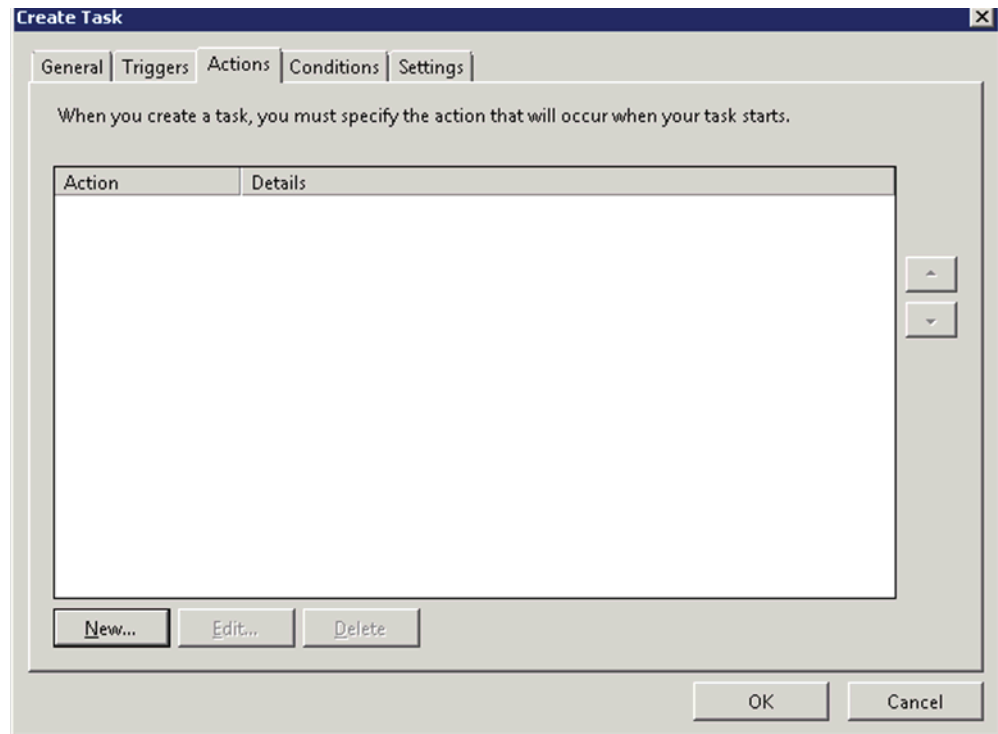 Create Task
General Triggers Actions Conditions Settings
When you create a task, you must specify the action that will occur when your task starts.
Action Details
New... Edit... Delete
OK Cancel